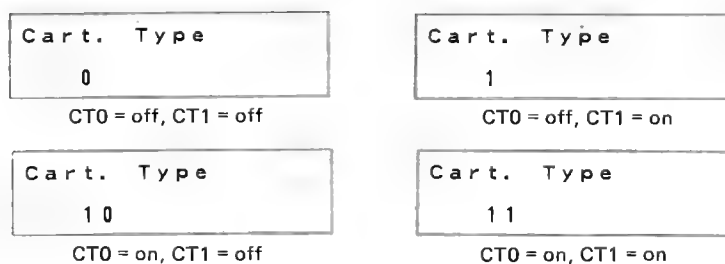 Cart. Type
0
CT0 = off, CT1 = off
Cart. Type
1
CT0 = off, CT1 = on
Cart. Type
10
CT0 = on, CT1 = off
Cart. Type
11
CT0 = on, CT1 = on